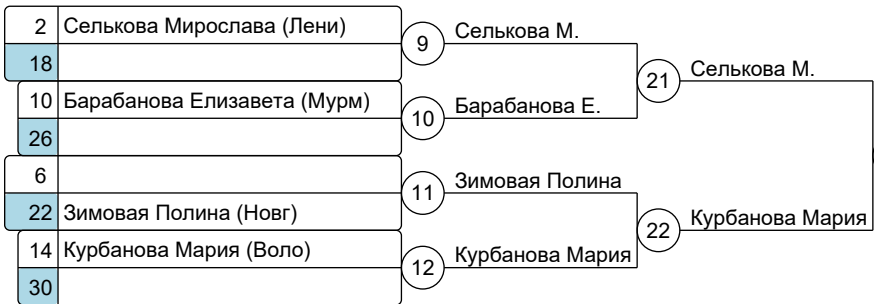 2 Селькова Мирослава (Лени)
18
9 Селькова М.
10 Барабанова Елизавета (Мурм)
26
10 Барабанова Е.
21 Селькова М.
6
22 Зимовая Полина (Новг)
11 Зимовая Полина
14 Курбанова Мария (Воло)
30
12 Курбанова Мария
22 Курбанова Мария